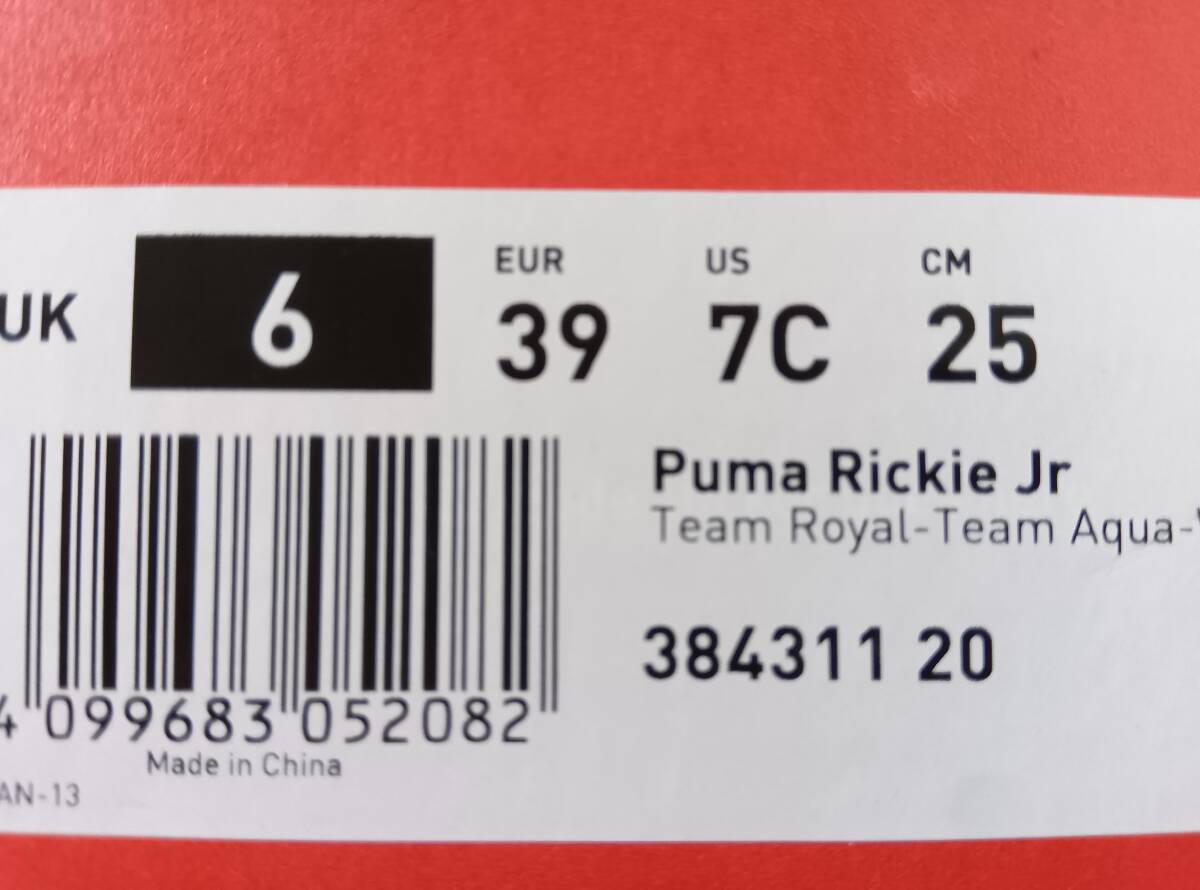 EUR US CM
UK 6 39 7C 25
Puma Rickie Jr
Team Royal-Team Aqua-
384311 20
4 099683 052082
Made in China
AN-13